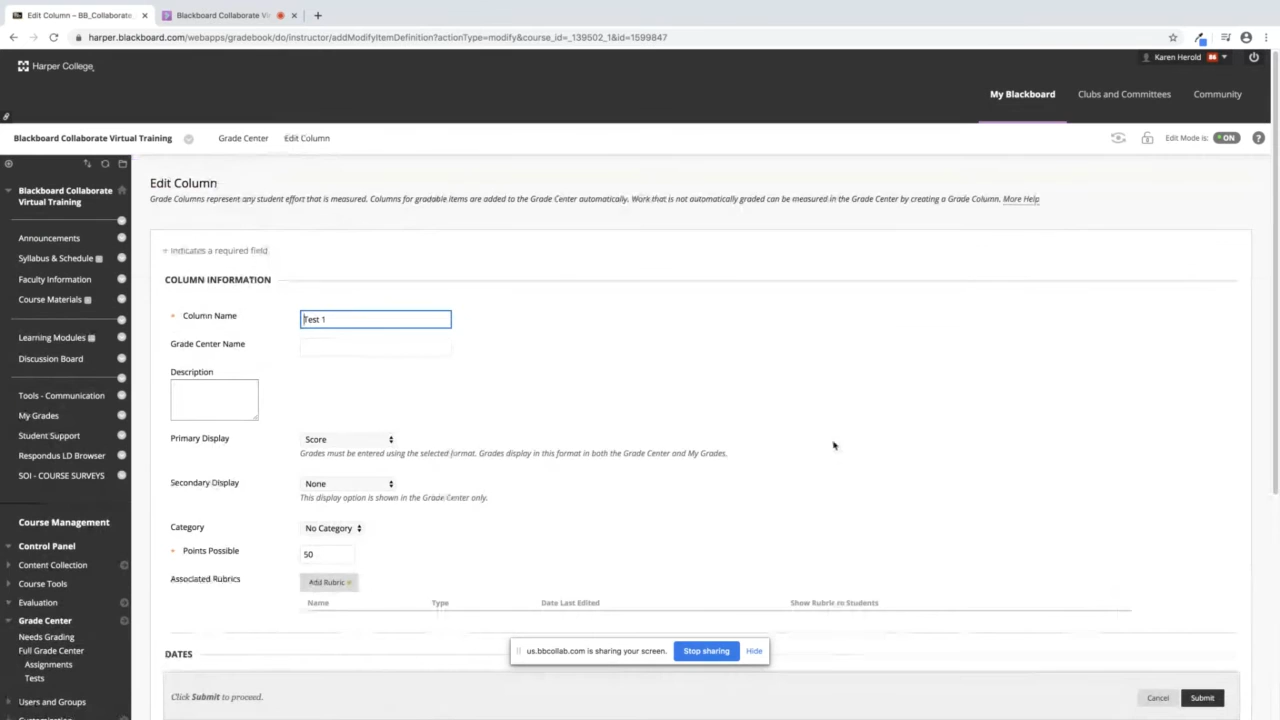 Edit Column – BB_Collaborate_
Blackboard Collaborate Vi
harper.blackboard.com/webapps/gradebook/do/instructor/addModifyItemDefinition?actionType=modify&course_id=_139502_1&id=1599847
Harper College
Karen Herold
My Blackboard Clubs and Committees Community
Blackboard Collaborate Virtual Training Grade Center Edit Column Edit Mode is: ON ?
Blackboard Collaborate
Virtual Training
Announcements
Syllabus & Schedule
Faculty Information
Course Materials
Learning Modules
Discussion Board
Tools - Communication
My Grades
Student Support
Respondus LD Browser
SOI - COURSE SURVEYS
Course Management
Control Panel
Content Collection
Course Tools
Evaluation
Grade Center
Needs Grading
Full Grade Center
Assignments
Tests
Users and Groups
Customization
Edit Column
Grade Columns represent any student effort that is measured. Columns for gradable items are added to the Grade Center automatically. Work that is not automatically graded can be measured in the Grade Center by creating a Grade Column. More Help
* Indicates a required field.
COLUMN INFORMATION
* Column Name Test 1
Grade Center Name
Description
Primary Display Score
Grades must be entered using the selected format. Grades display in this format in both the Grade Center and My Grades.
Secondary Display None
This display option is shown in the Grade Center only.
Category No Category
* Points Possible 50
Associated Rubrics Add Rubric
Name Type Date Last Edited Show Rubric to Students
us.bbcollab.com is sharing your screen. Stop sharing Hide
DATES
Click Submit to proceed. Cancel Submit